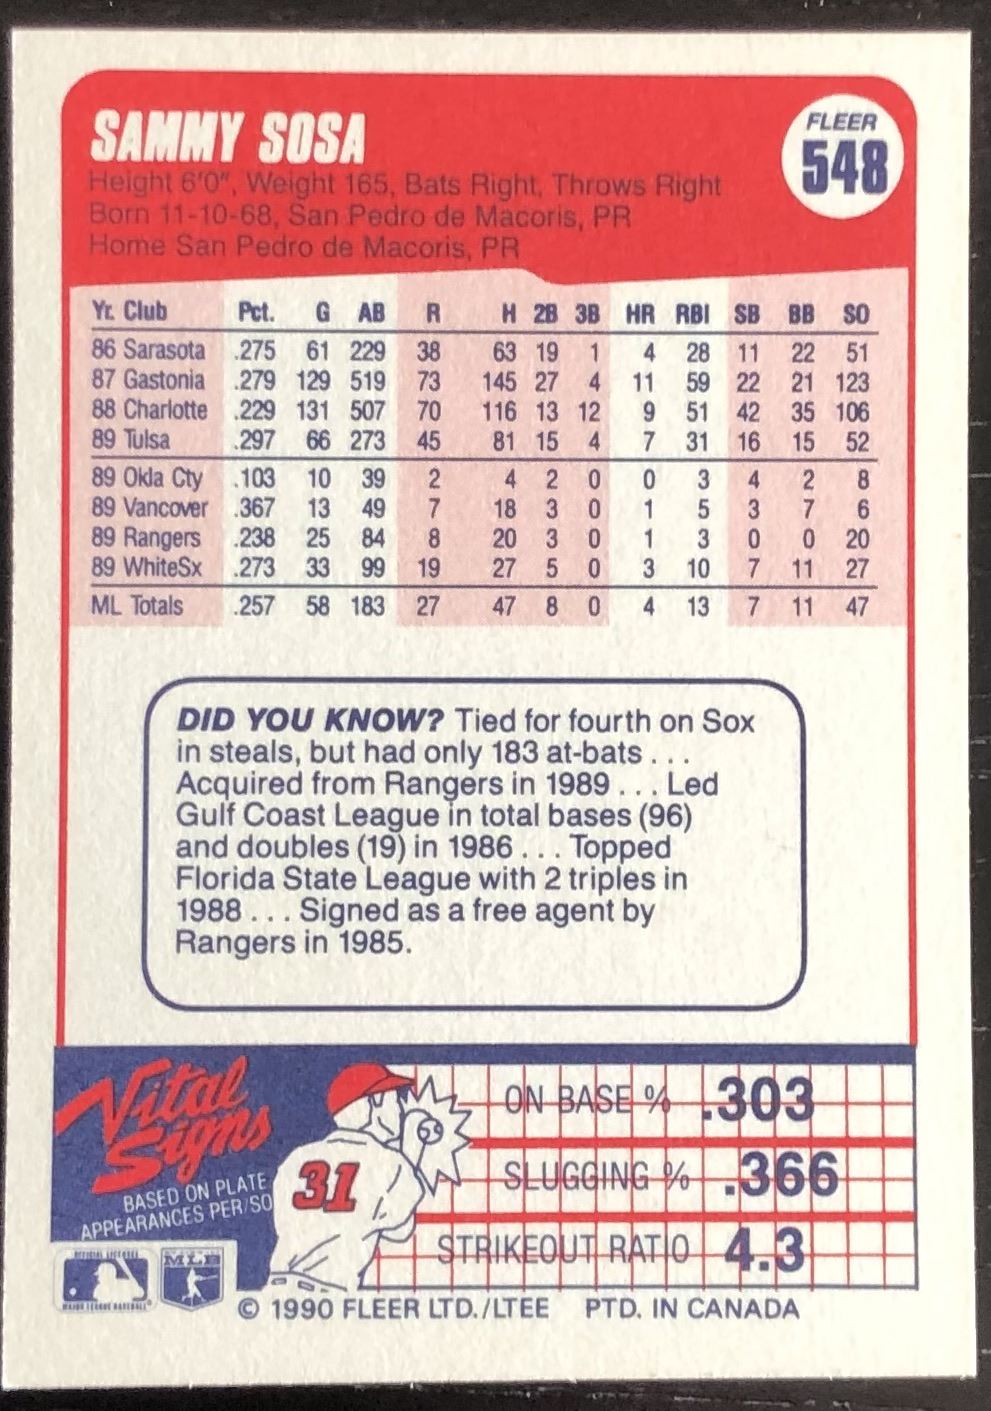 SAMMY SOSA
FLEER
548
Height 6'0", Weight 165, Bats Right, Throws Right
Born 11-10-68, San Pedro de Macoris, PR
Home San Pedro de Macoris, PR
Yr. Club Pct. G AB R H 2B 3B HR RBI SB BB SO
86 Sarasota .275 61 229 38 63 19 1 4 28 11 22 51
87 Gastonia .279 129 519 73 145 27 4 11 59 22 21 123
88 Charlotte .229 131 507 70 116 13 12 9 51 42 35 106
89 Tulsa .297 66 273 45 81 15 4 7 31 16 15 52
89 Okla Cty .103 10 39 2 4 2 0 0 3 4 2 8
89 Vancover .367 13 49 7 18 3 0 1 5 3 7 6
89 Rangers .238 25 84 8 20 3 0 1 3 0 0 20
89 WhiteSx .273 33 99 19 27 5 0 3 10 7 11 27
ML Totals .257 58 183 27 47 8 0 4 13 7 11 47
DID YOU KNOW? Tied for fourth on Sox
in steals, but had only 183 at-bats . . .
Acquired from Rangers in 1989 . . . Led
Gulf Coast League in total bases (96)
and doubles (19) in 1986 . . . Topped
Florida State League with 2 triples in
1988 . . . Signed as a free agent by
Rangers in 1985.
Vital
Signs
BASED ON PLATE
APPEARANCES PER/SO
31
ON BASE % .303
SLUGGING % .366
STRIKEOUT RATIO 4.3
OFFICIAL LICENSEE
MAJOR LEAGUE BASEBALL
MLB
© 1990 FLEER LTD./LTEE PTD. IN CANADA